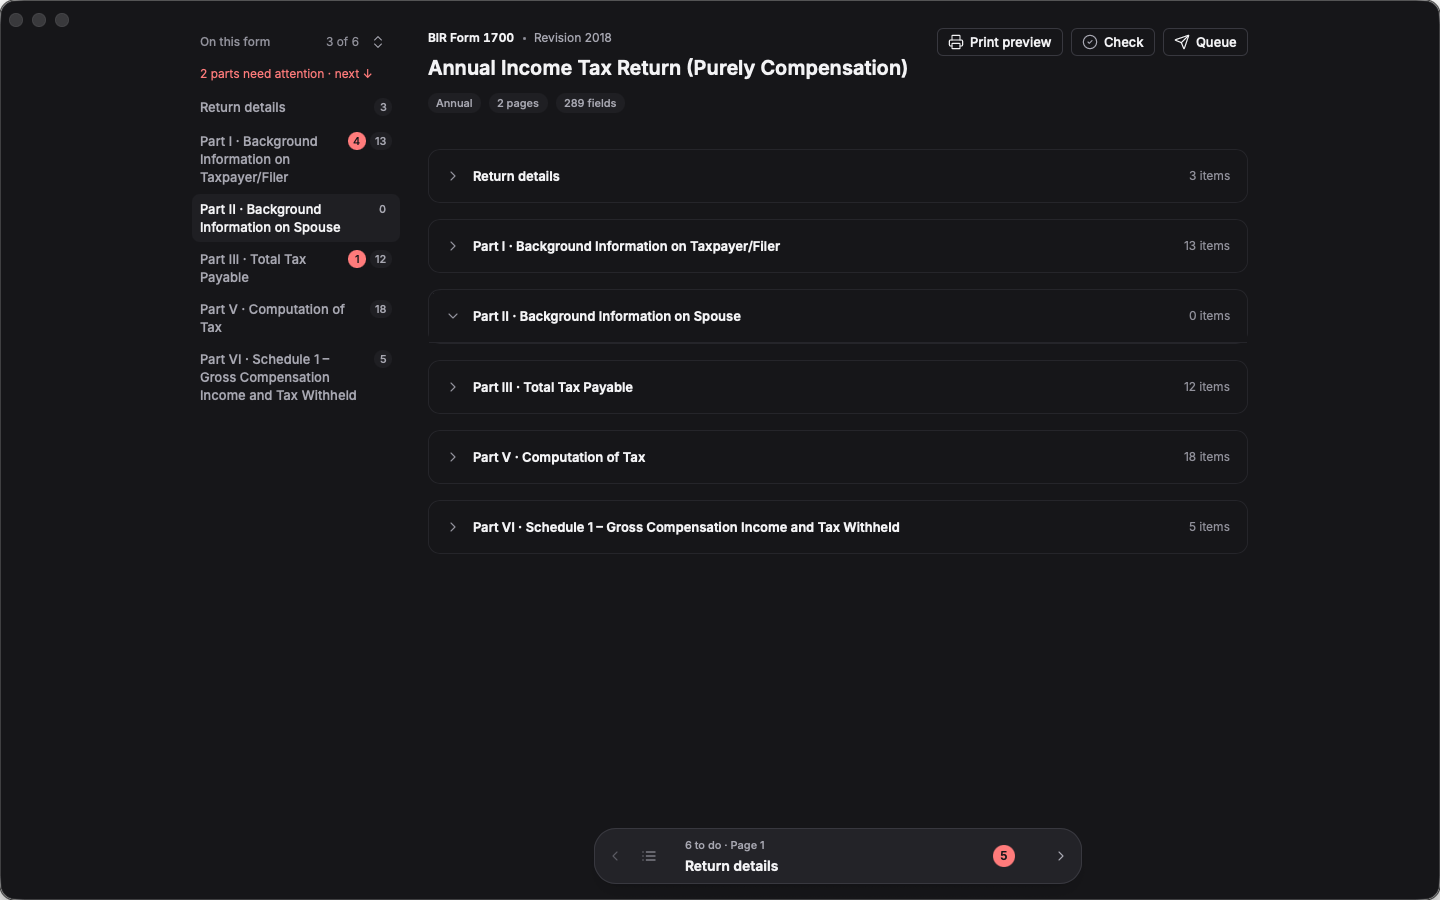 On this form
3 of 6
2 parts need attention · next ↓
Return details
3
Part I · Background
Information on
Taxpayer/Filer
4
13
Part II · Background
Information on Spouse
0
Part III · Total Tax
Payable
1
12
Part V · Computation of
Tax
18
Part VI · Schedule 1 –
Gross Compensation
Income and Tax Withheld
5
BIR Form 1700 • Revision 2018
Annual Income Tax Return (Purely Compensation)
Annual
2 pages
289 fields
Print preview
Check
Queue
Return details
3 items
Part I · Background Information on Taxpayer/Filer
13 items
Part II · Background Information on Spouse
0 items
Part III · Total Tax Payable
12 items
Part V · Computation of Tax
18 items
Part VI · Schedule 1 – Gross Compensation Income and Tax Withheld
5 items
6 to do · Page 1
Return details
5